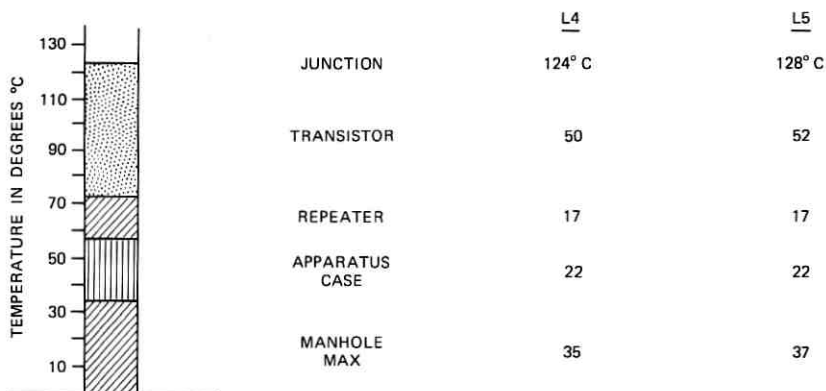 L4 L5
130
JUNCTION 124° C 128° C
110
TRANSISTOR 50 52
90
70
REPEATER 17 17
50
APPARATUS
CASE 22 22
30
MANHOLE
MAX 35 37
10
TEMPERATURE IN DEGREES °C